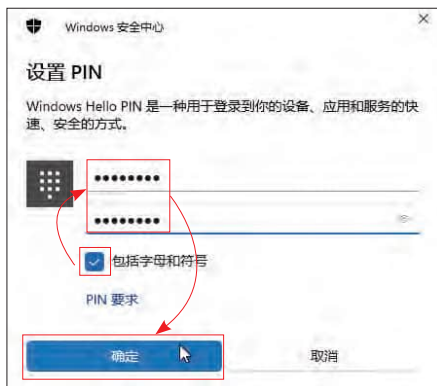 Windows 安全中心
设置 PIN
Windows Hello PIN 是一种用于登录到你的设备、应用和服务的快
速、安全的方式。
●●●●●●●●
●●●●●●●●
包括字母和符号
PIN 要求
确定
取消